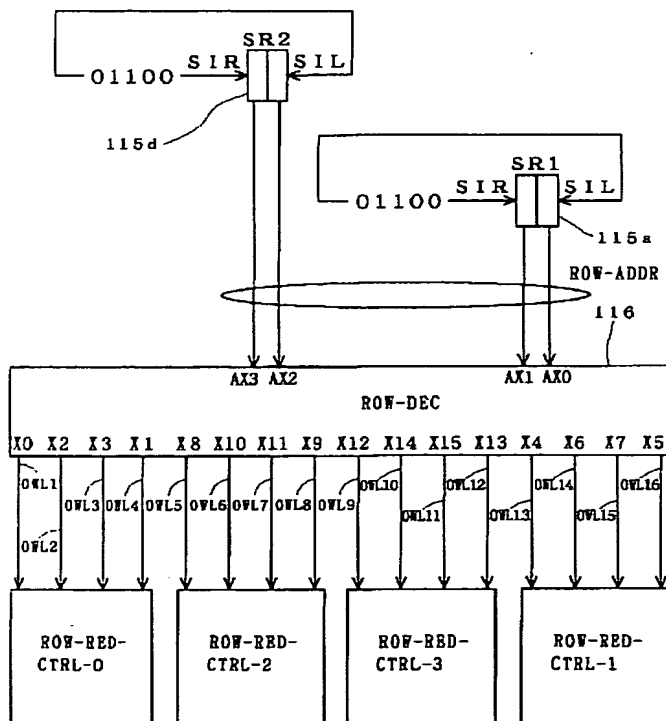 SR2
SIR SIL
01100
115d
SR1
SIR SIL
01100
115a
ROW-ADDR
116
AX3 AX2 AX1 AX0
ROW-DEC
X0 X2 X3 X1 X8 X10 X11 X9 X12 X14 X15 X13 X4 X6 X7 X5
OWL1 OWL2 OWL3 OWL4 OWL5 OWL6 OWL7 OWL8 OWL9 OWL10 OWL11 OWL12 OWL13 OWL14 OWL15 OWL16
ROW-RED-
CTRL-0
ROW-RED-
CTRL-2
ROW-RED-
CTRL-3
ROW-RED-
CTRL-1